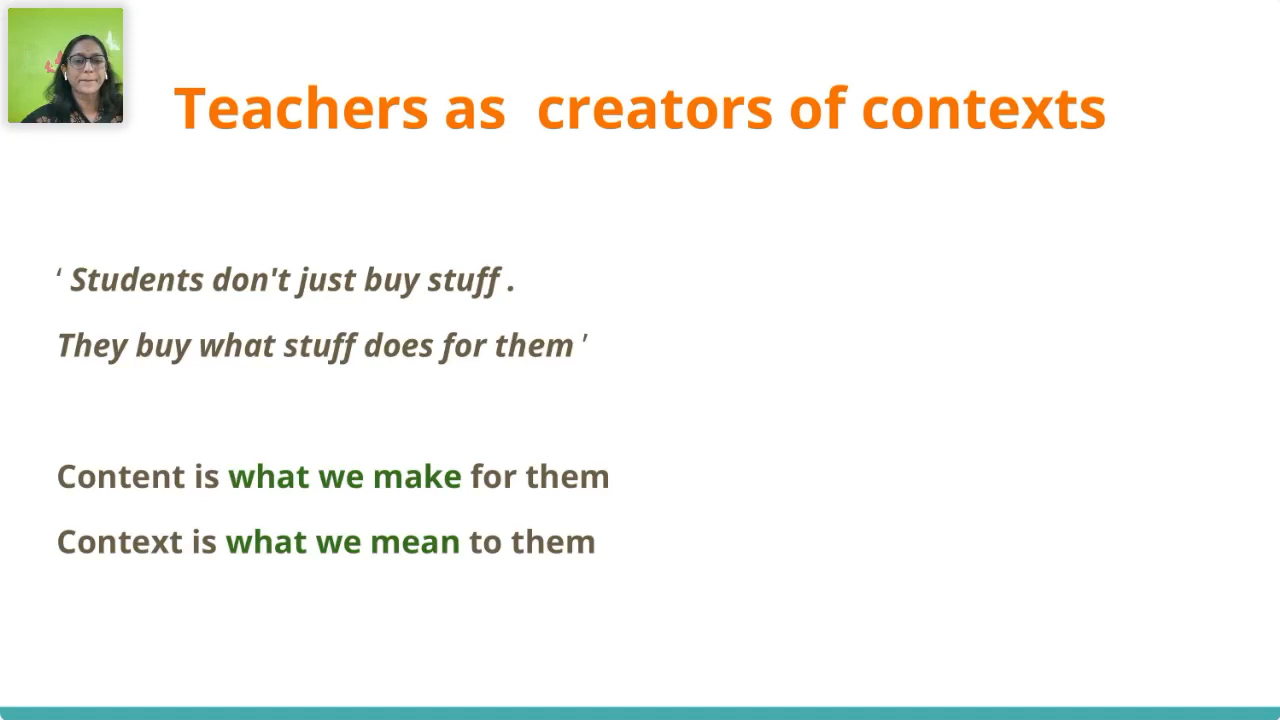 Teachers as  creators of contexts
‘ Students don't just buy stuff .
They buy what stuff does for them ’
Content is what we make for them
Context is what we mean to them